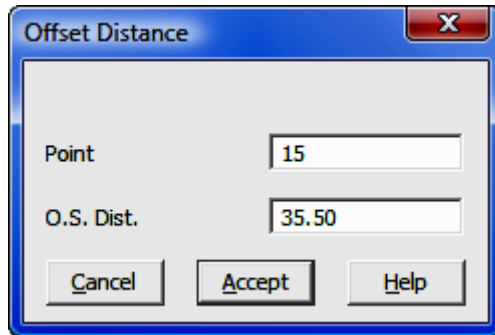 Offset Distance
Point 15
O.S. Dist. 35.50
Cancel Accept Help